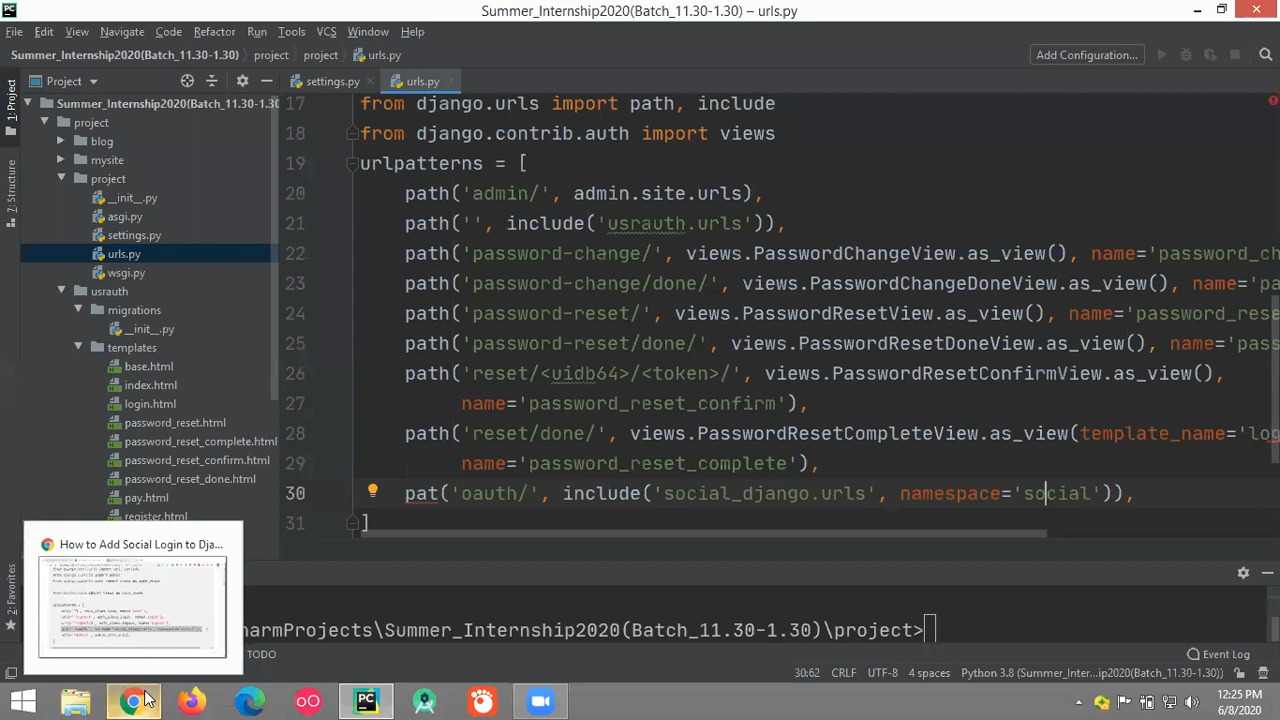 PC
Summer_Internship2020(Batch_11.30-1.30) – urls.py
File Edit View Navigate Code Refactor Run Tools VCS Window Help
Summer_Internship2020(Batch_11.30-1.30) project project urls.py Add Configuration...
Project settings.py urls.py
1: Project
Z: Structure
Favorites
Summer_Internship2020(Batch_11.30-1.30
project
blog
mysite
project
__init__.py
asgi.py
settings.py
urls.py
wsgi.py
usrauth
migrations
__init__.py
templates
base.html
index.html
login.html
password_reset.html
password_reset_complete.html
password_reset_confirm.html
password_reset_done.html
pay.html
register.html
17 from django.urls import path, include
18 from django.contrib.auth import views
19 urlpatterns = [
20 path('admin/', admin.site.urls),
21 path('', include('usrauth.urls')),
22 path('password-change/', views.PasswordChangeView.as_view(), name='password_ch
23 path('password-change/done/', views.PasswordChangeDoneView.as_view(), name='pa
24 path('password-reset/', views.PasswordResetView.as_view(), name='password_rese
25 path('password-reset/done/', views.PasswordResetDoneView.as_view(), name='pass
26 path('reset/<uidb64>/<token>/', views.PasswordResetConfirmView.as_view(),
27 name='password_reset_confirm'),
28 path('reset/done/', views.PasswordResetCompleteView.as_view(template_name='log
29 name='password_reset_complete'),
30 pat('oauth/', include('social_django.urls', namespace='social')),
31 ]
How to Add Social Login to Dja...
armProjects\Summer_Internship2020(Batch_11.30-1.30)\project>
TODO Event Log
30:62 CRLF UTF-8 4 spaces Python 3.8 (Summer_Inter...ernship2020(Batch_11.30-1.30))
PC
12:25 PM
6/8/2020